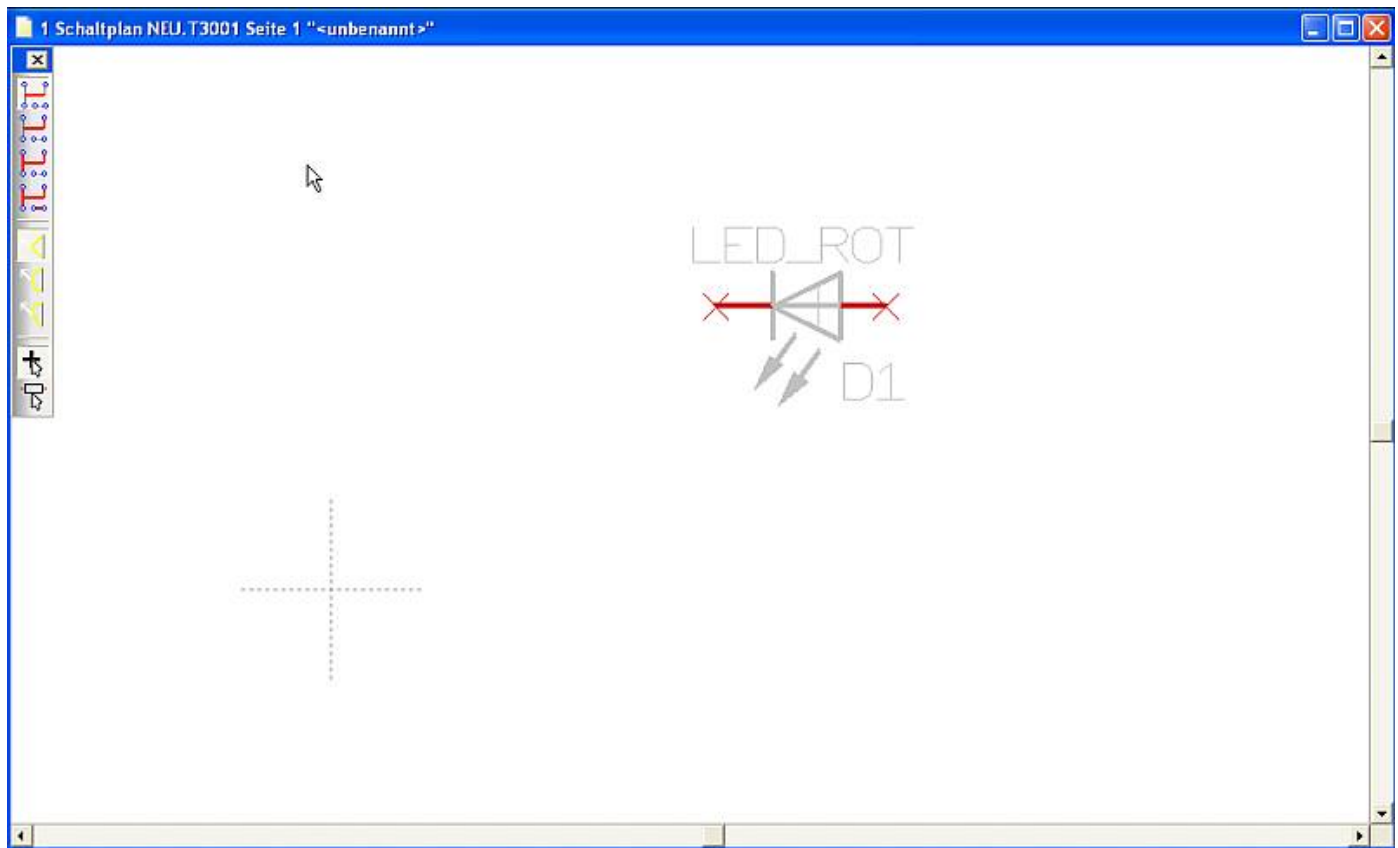 1 Schaltplan NEU.T3001 Seite 1 "<unbenannt>"
LED_ROT
D1